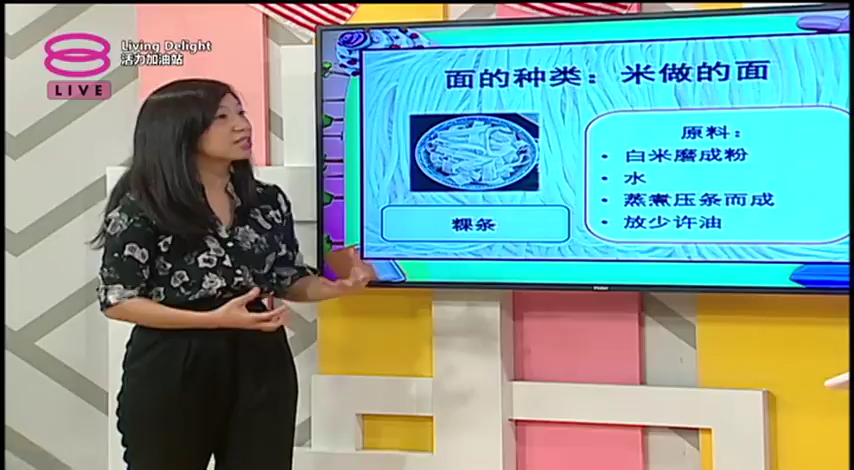 Living Delight
活力加油站
LIVE
面的种类：米做的面
原料：
• 白米磨成粉
• 水
• 蒸煮压条而成
• 放少许油
粿条
Haier